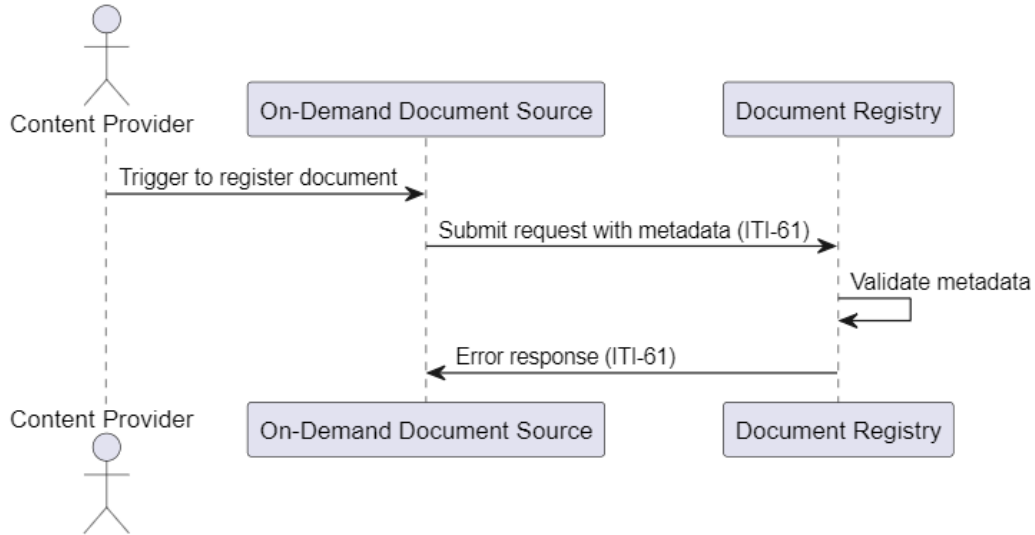 Content Provider
On-Demand Document Source
Document Registry
Trigger to register document
Submit request with metadata (ITI-61)
Validate metadata
Error response (ITI-61)
Content Provider
On-Demand Document Source
Document Registry